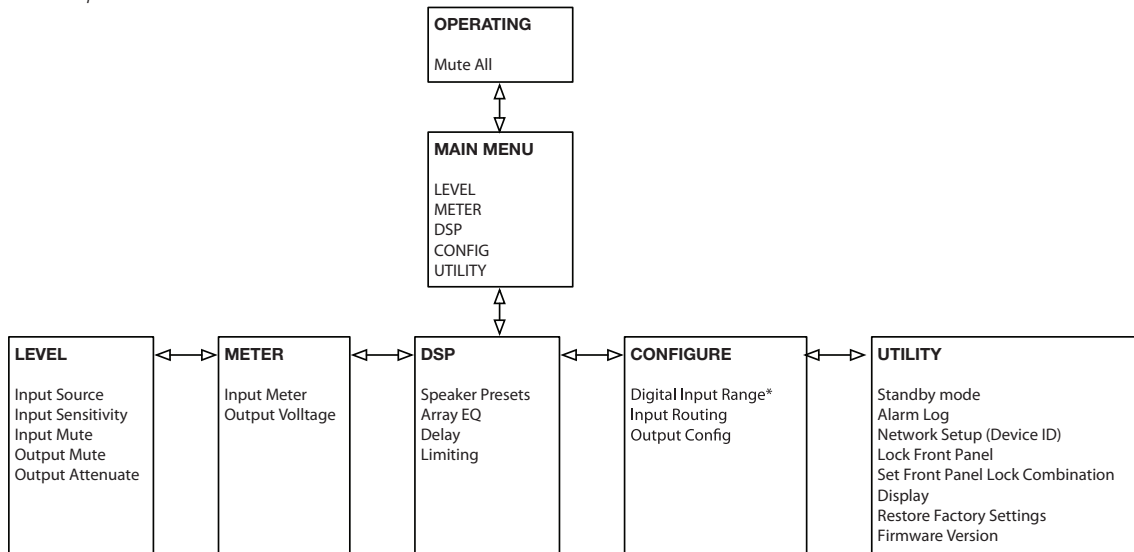 OPERATING
Mute All
MAIN MENU
LEVEL
METER
DSP
CONFIG
UTILITY
LEVEL
Input Source
Input Sensitivity
Input Mute
Output Mute
Output Attenuate
METER
Input Meter
Output Volltage
DSP
Speaker Presets
Array EQ
Delay
Limiting
CONFIGURE
Digital Input Range*
Input Routing
Output Config
UTILITY
Standby mode
Alarm Log
Network Setup (Device ID)
Lock Front Panel
Set Front Panel Lock Combination
Display
Restore Factory Settings
Firmware Version